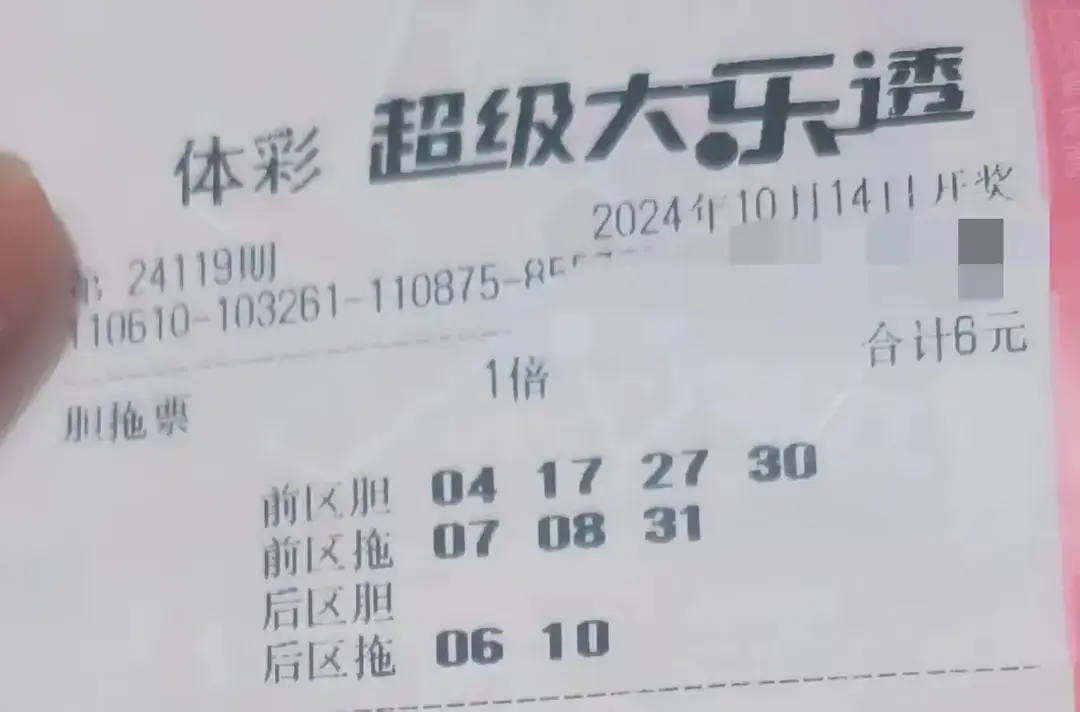 体彩 超级大乐透
2024年10月14日开奖
第 24119期
110610-103261-110875-855
胆拖票 1倍 合计6元
前区胆 04 17 27 30
前区拖 07 08 31
后区胆
后区拖 06 10